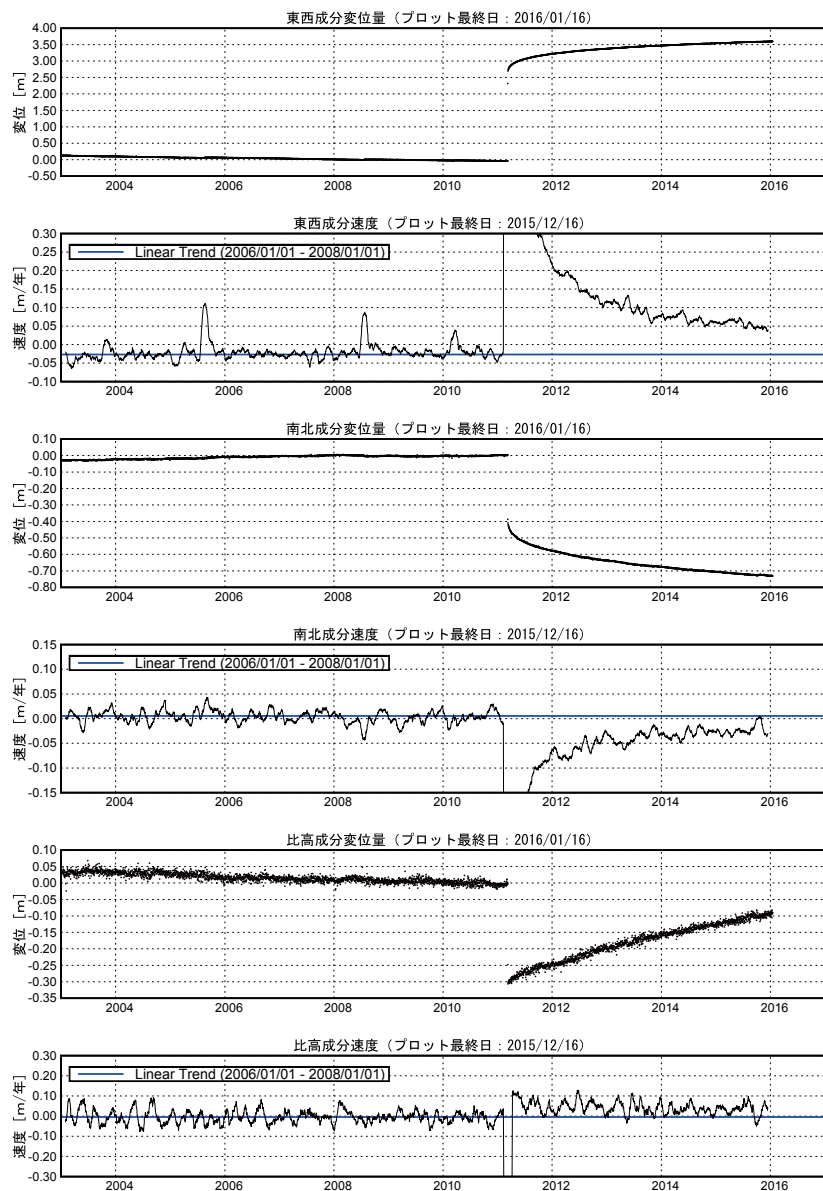 東西成分変位量（プロット最終日：2016/01/16）
変位 [m]
4.00
3.50
3.00
2.50
2.00
1.50
1.00
0.50
0.00
-0.50
2004 2006 2008 2010 2012 2014 2016
東西成分速度（プロット最終日：2015/12/16）
速度 [m/年]
0.30
0.25
0.20
0.15
0.10
0.05
0.00
-0.05
-0.10
Linear Trend (2006/01/01 - 2008/01/01)
2004 2006 2008 2010 2012 2014 2016
南北成分変位量（プロット最終日：2016/01/16）
変位 [m]
0.10
0.00
-0.10
-0.20
-0.30
-0.40
-0.50
-0.60
-0.70
-0.80
2004 2006 2008 2010 2012 2014 2016
南北成分速度（プロット最終日：2015/12/16）
速度 [m/年]
0.15
0.10
0.05
0.00
-0.05
-0.10
-0.15
Linear Trend (2006/01/01 - 2008/01/01)
2004 2006 2008 2010 2012 2014 2016
比高成分変位量（プロット最終日：2016/01/16）
変位 [m]
0.10
0.05
0.00
-0.05
-0.10
-0.15
-0.20
-0.25
-0.30
-0.35
2004 2006 2008 2010 2012 2014 2016
比高成分速度（プロット最終日：2015/12/16）
速度 [m/年]
0.30
0.20
0.10
0.00
-0.10
-0.20
-0.30
Linear Trend (2006/01/01 - 2008/01/01)
2004 2006 2008 2010 2012 2014 2016